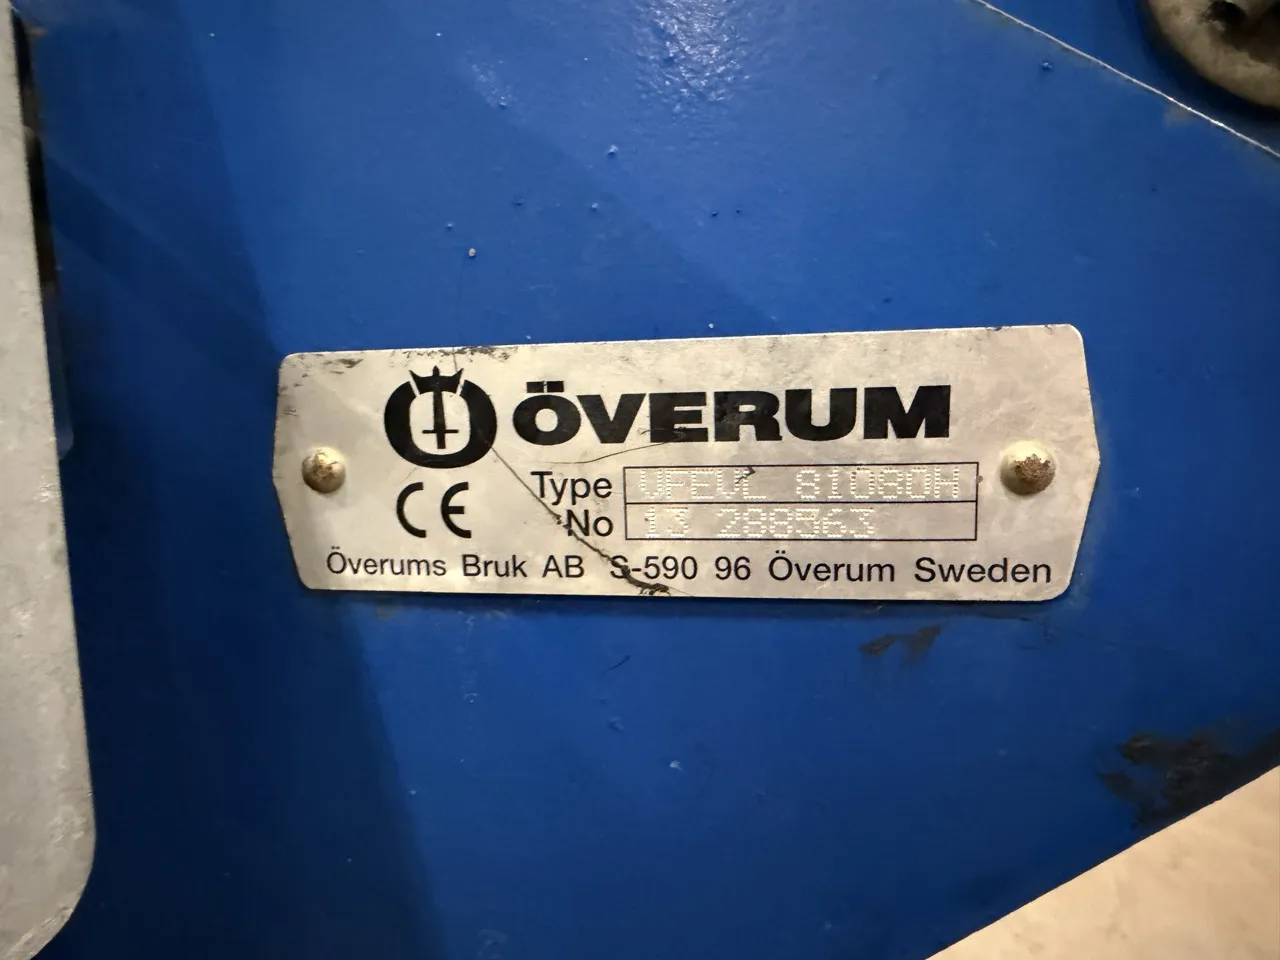 ÖVERUM
Type VFEVL 81080H
CE No 13 288563
Överums Bruk AB S-590 96 Överum Sweden